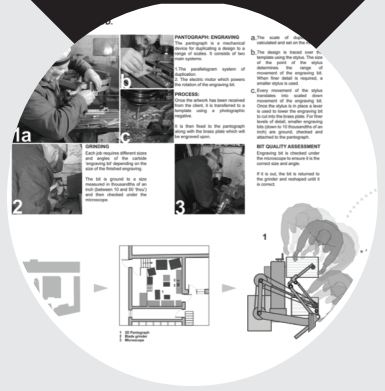 PANTOGRAPH: ENGRAVING
The pantograph is a mechanical
device for duplicating a design to a
range of scales. It consists of two
main systems:
1.The parallelogram system of
duplication.
2. The electric motor which powers
the rotation of the engraving bit.
PROCESS:
Once the artwork has been received
from the client, it is transferred to a
template using a photographic
negative.
It is then fixed to the pantograph
along with the brass plate which will
be engraved upon.
a. The scale of
calculated and set on the
b. The design is traced over
template using the stylus. The size
of the point of the stylus
determines the range of
movement of the engraving bit.
When finer detail is required, a
smaller stylus is used.
c. Every movement of the stylus
translates into scaled down
movement of the engraving bit.
Once the stylus is in place a lever
is used to lower the engraving bit
to cut into the brass plate. For finer
levels of detail, smaller engraving
bits (down to 10 thousandths of an
inch) are ground, checked and
attached to the pantograph.
1a
b
c
GRINDING
Each job requires different sizes
and angles of the carbide
'engraving bit' depending on the
size of the finished engraving.
The bit is ground to a size
measured in thousandths of an
inch (between 10 and 50 'thou')
and then checked under the
microscope.
2
3
BIT QUALITY ASSESSMENT
Engraving bit is checked under
the microscope to ensure it is the
correct size and angle.
If it is out, the bit is returned to
the grinder and reshaped until it
is correct.
1
1 2D Pantograph
2 Blade grinder
3 Microscope